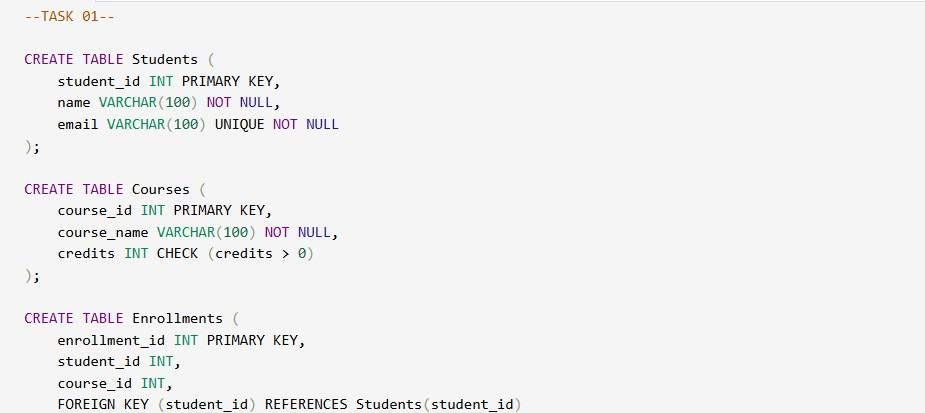 --TASK 01--
CREATE TABLE Students (
    student_id INT PRIMARY KEY,
    name VARCHAR(100) NOT NULL,
    email VARCHAR(100) UNIQUE NOT NULL
);
CREATE TABLE Courses (
    course_id INT PRIMARY KEY,
    course_name VARCHAR(100) NOT NULL,
    credits INT CHECK (credits > 0)
);
CREATE TABLE Enrollments (
    enrollment_id INT PRIMARY KEY,
    student_id INT,
    course_id INT,
    FOREIGN KEY (student_id) REFERENCES Students(student_id)